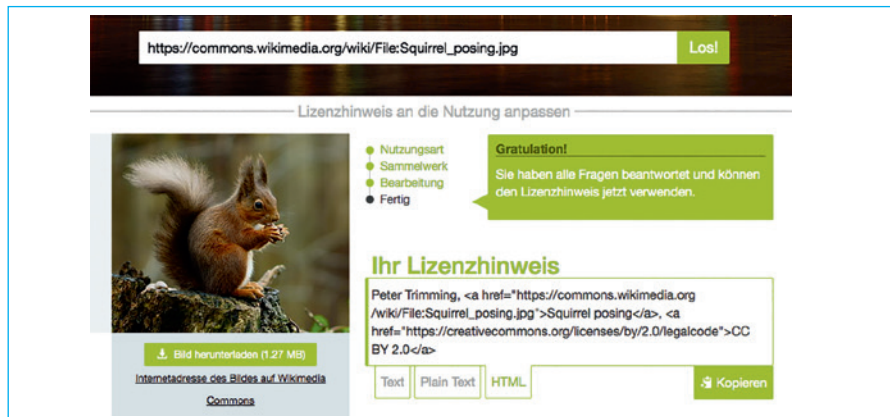 https://commons.wikimedia.org/wiki/File:Squirrel_posing.jpg Los!
Lizenzhinweis an die Nutzung anpassen
Nutzungsart
Sammelwerk
Bearbeitung
Fertig
Gratulation!
Sie haben alle Fragen beantwortet und können
den Lizenzhinweis jetzt verwenden.
Ihr Lizenzhinweis
Peter Trimming, <a href="https://commons.wikimedia.org
/wiki/File:Squirrel_posing.jpg">Squirrel posing</a>, <a
href="https://creativecommons.org/licenses/by/2.0/legalcode">CC
BY 2.0</a>
Bild herunterladen (1.27 MB)
Internetadresse des Bildes auf Wikimedia
Commons
Text Plain Text HTML Kopieren